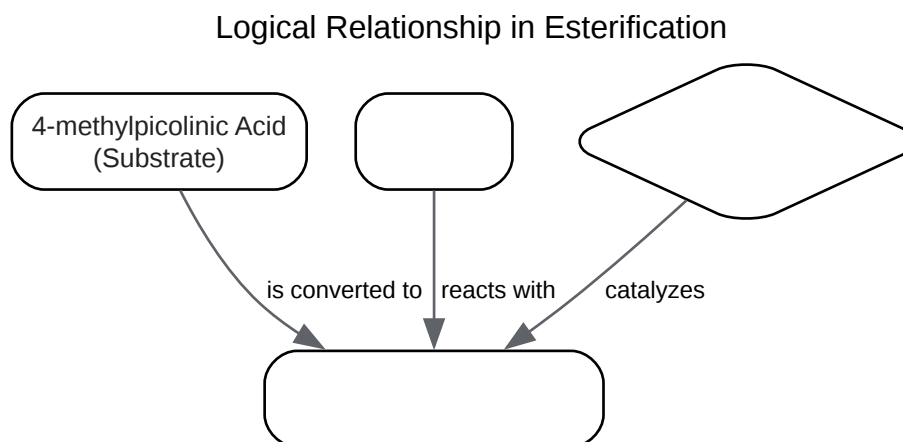 Logical Relationship in Esterification
4-methylpicolinic Acid
(Substrate)
is converted to
reacts with
catalyzes